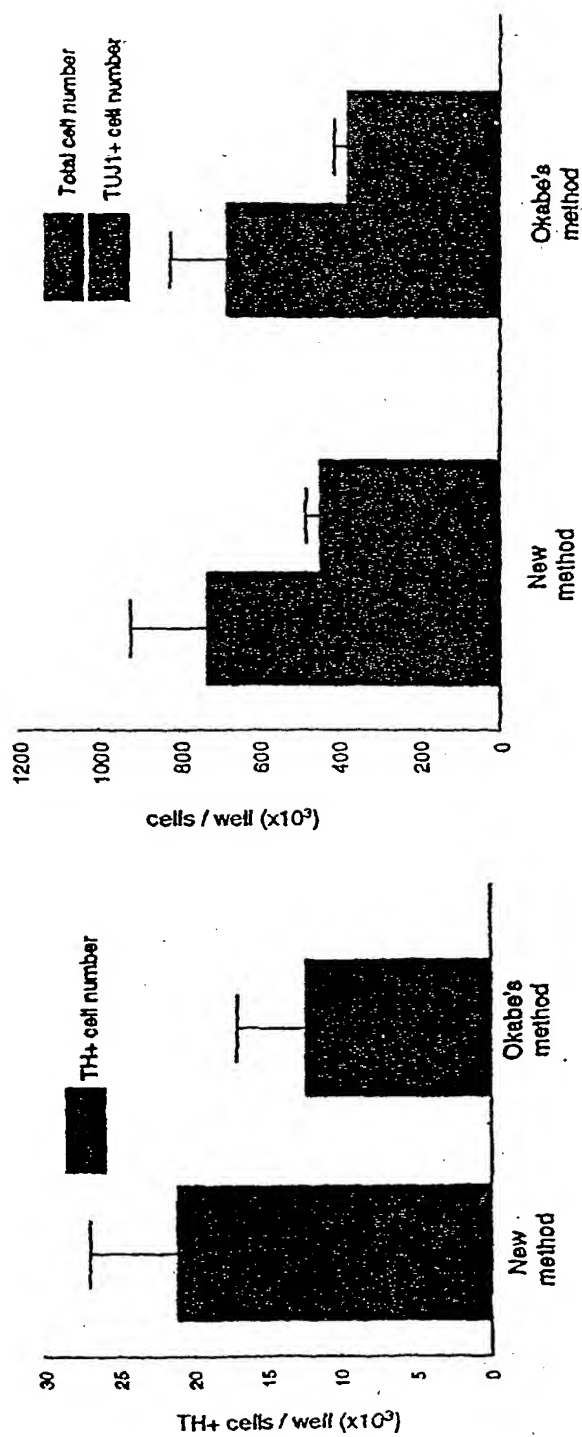 Total cell number
TUJ1+ cell number
1200
1000
800
600
400
200
0
cells / well (x10³)
New
method
Okabe's
method
TH+ cell number
30
25
20
15
10
5
0
TH+ cells / well (x10³)
New
method
Okabe's
method